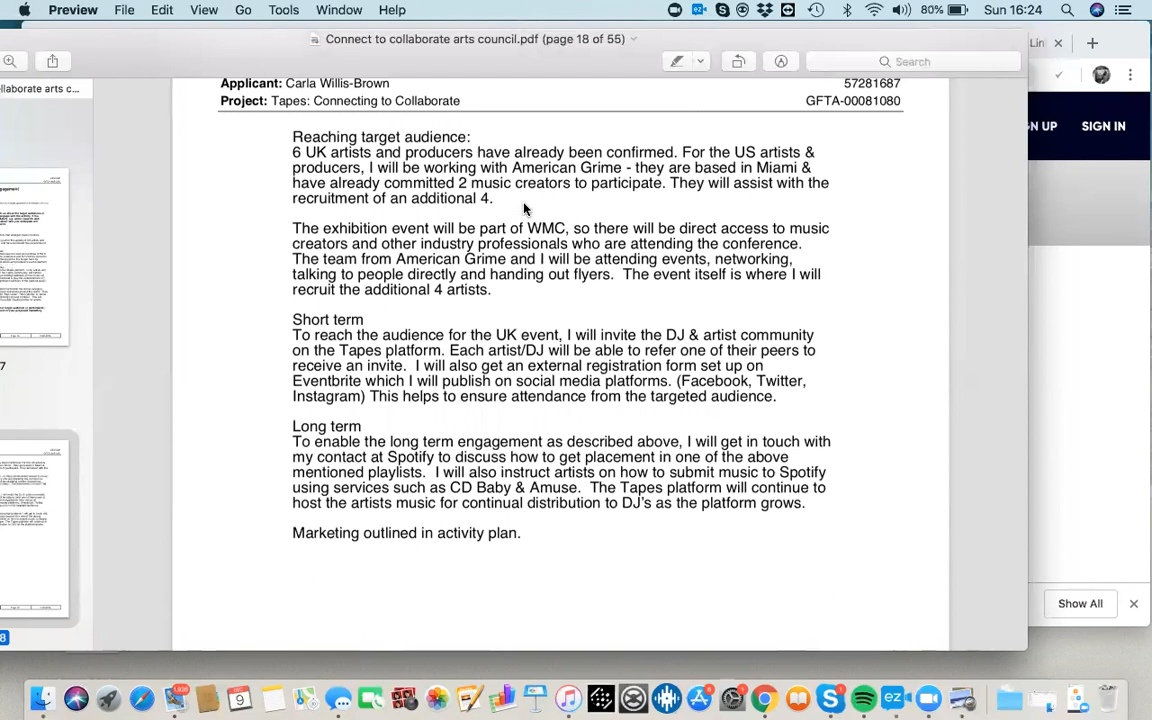 Preview File Edit View Go Tools Window Help 80% Sun 16:24
Connect to collaborate arts council.pdf (page 18 of 55)
Search
ollaborate arts c...
Applicant: Carla Willis-Brown 57281687
Project: Tapes: Connecting to Collaborate GFTA-00081080
Reaching target audience:
6 UK artists and producers have already been confirmed. For the US artists &
producers, I will be working with American Grime - they are based in Miami &
have already committed 2 music creators to participate. They will assist with the
recruitment of an additional 4.
The exhibition event will be part of WMC, so there will be direct access to music
creators and other industry professionals who are attending the conference.
The team from American Grime and I will be attending events, networking,
talking to people directly and handing out flyers. The event itself is where I will
recruit the additional 4 artists.
Short term
To reach the audience for the UK event, I will invite the DJ & artist community
on the Tapes platform. Each artist/DJ will be able to refer one of their peers to
receive an invite. I will also get an external registration form set up on
Eventbrite which I will publish on social media platforms. (Facebook, Twitter,
Instagram) This helps to ensure attendance from the targeted audience.
Long term
To enable the long term engagement as described above, I will get in touch with
my contact at Spotify to discuss how to get placement in one of the above
mentioned playlists. I will also instruct artists on how to submit music to Spotify
using services such as CD Baby & Amuse. The Tapes platform will continue to
host the artists music for continual distribution to DJ's as the platform grows.
Marketing outlined in activity plan.
7
8
Lin
GN UP SIGN IN
Show All
DEC
9